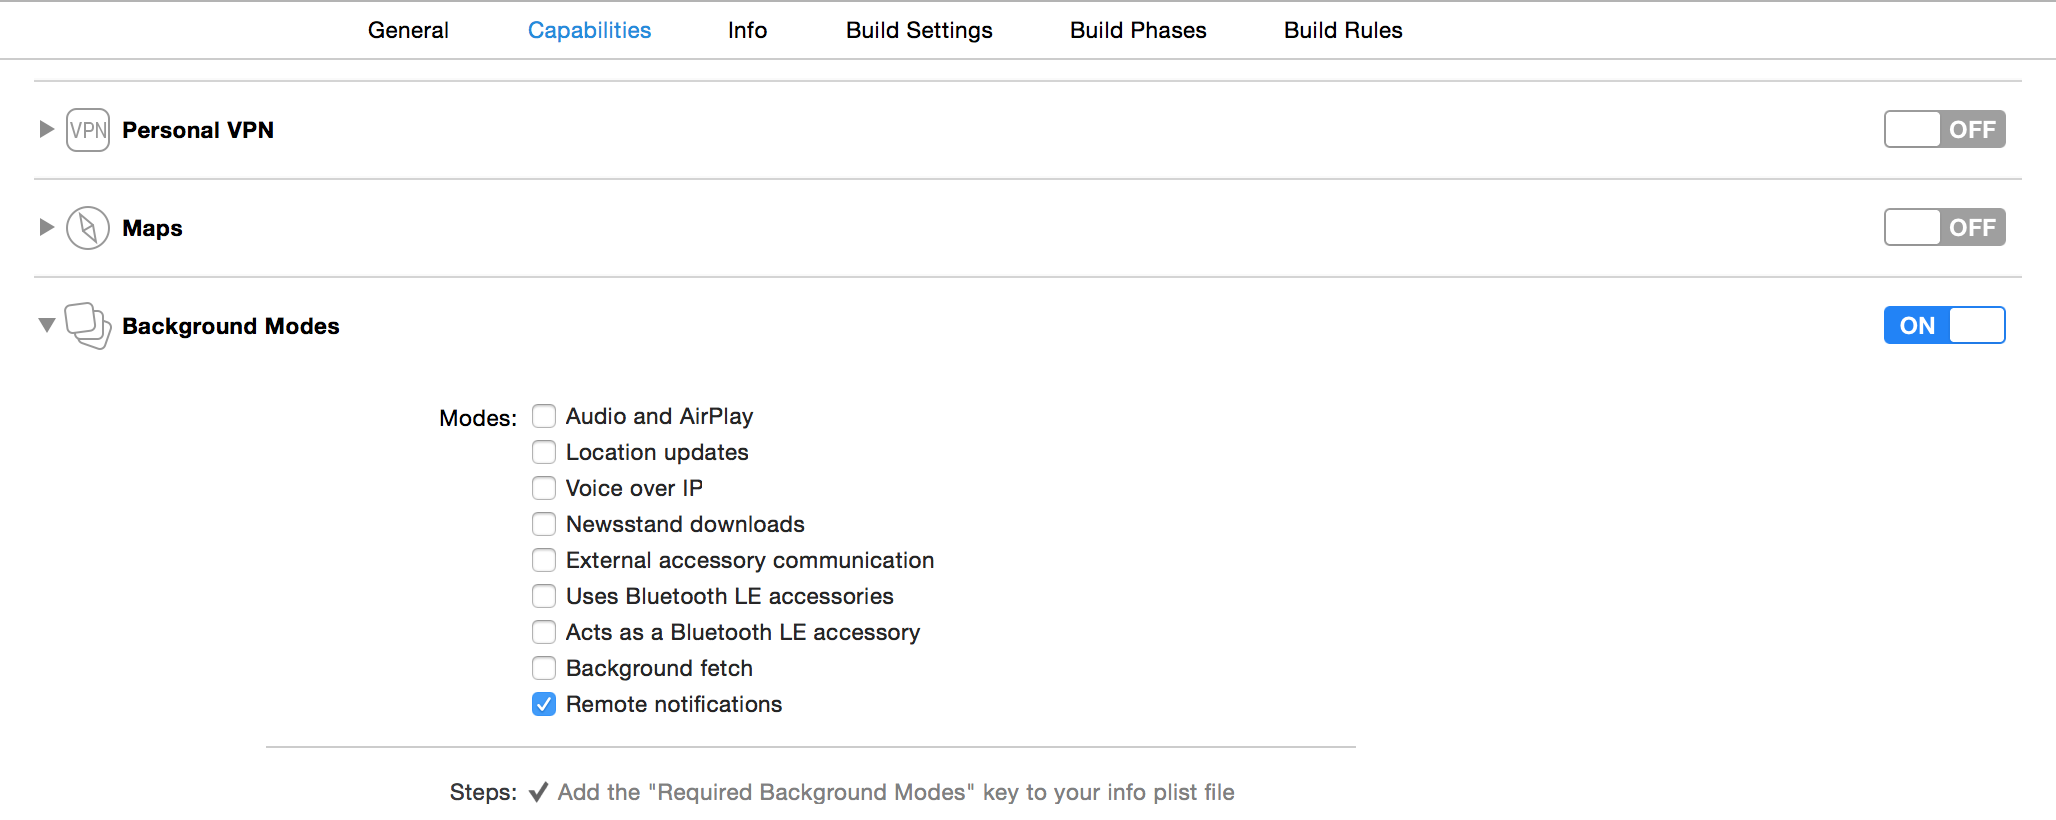 General Capabilities Info Build Settings Build Phases Build Rules
VPN Personal VPN OFF
Maps OFF
Background Modes ON
Modes: Audio and AirPlay
Location updates
Voice over IP
Newsstand downloads
External accessory communication
Uses Bluetooth LE accessories
Acts as a Bluetooth LE accessory
Background fetch
Remote notifications
Steps: ✓ Add the "Required Background Modes" key to your info plist file